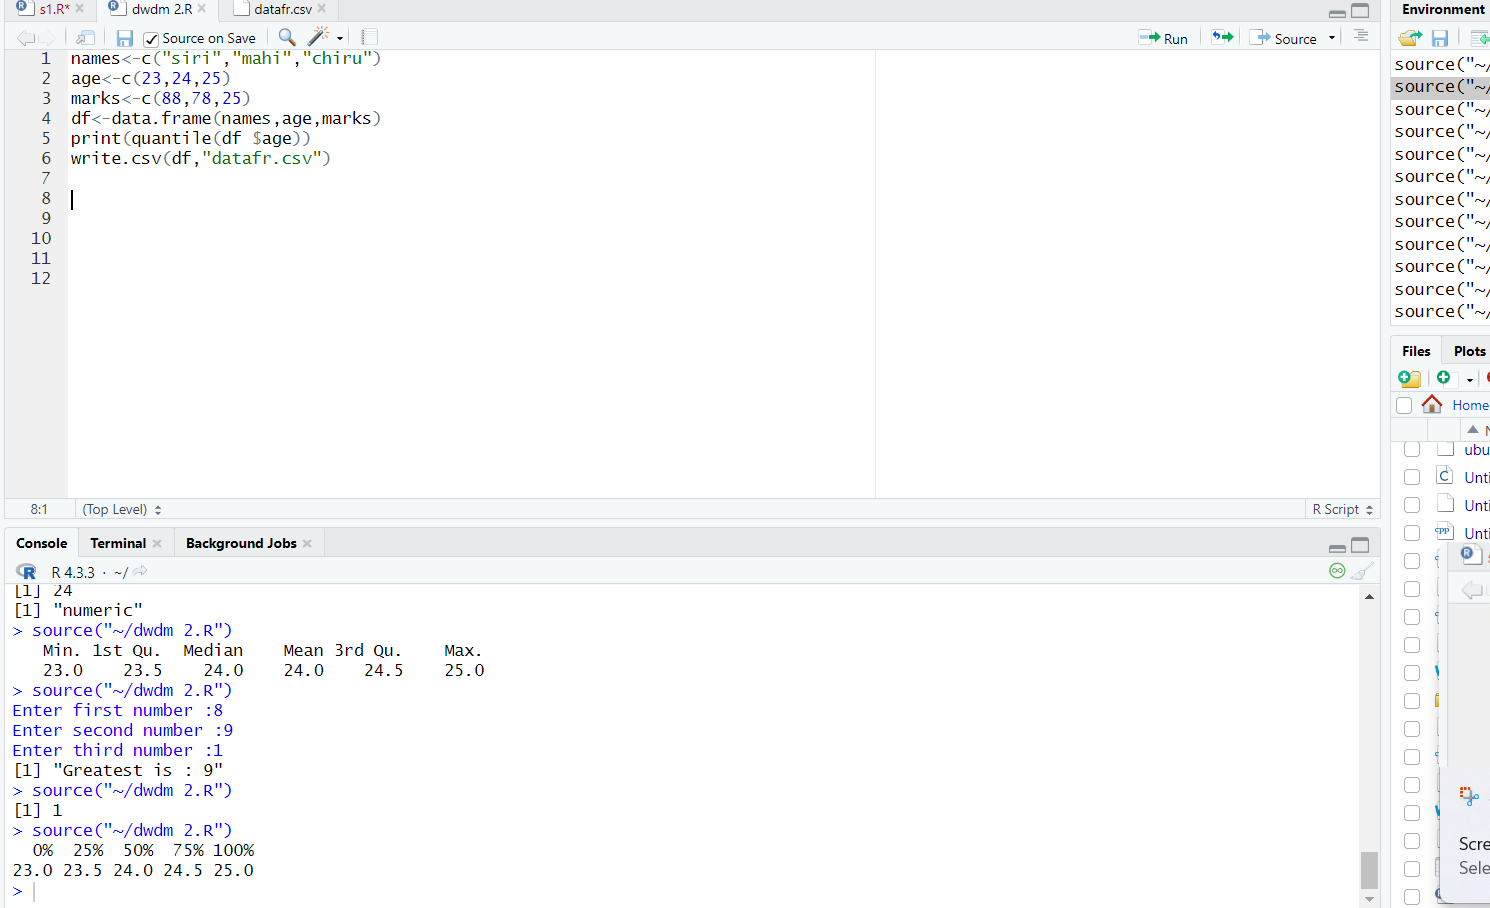 s1.R*
dwdm 2.R
datafr.csv
Source on Save
Run
Source
1 names<-c("siri","mahi","chiru")
2 age<-c(23,24,25)
3 marks<-c(88,78,25)
4 df<-data.frame(names,age,marks)
5 print(quantile(df $age))
6 write.csv(df,"datafr.csv")
7
8
9
10
11
12
8:1
(Top Level)
R Script
Console
Terminal
Background Jobs
R 4.3.3 · ~/
[1] 24
[1] "numeric"
> source("~/dwdm 2.R")
Min. 1st Qu. Median Mean 3rd Qu. Max.
23.0 23.5 24.0 24.0 24.5 25.0
> source("~/dwdm 2.R")
Enter first number :8
Enter second number :9
Enter third number :1
[1] "Greatest is : 9"
> source("~/dwdm 2.R")
[1] 1
> source("~/dwdm 2.R")
0% 25% 50% 75% 100%
23.0 23.5 24.0 24.5 25.0
>
Environment
source("~/
source("~/
source("~/
source("~/
source("~/
source("~/
source("~/
source("~/
source("~/
source("~/
source("~/
source("~/
Files
Plots
Home
ubu
Unti
Unti
Unti
Scre
Sele